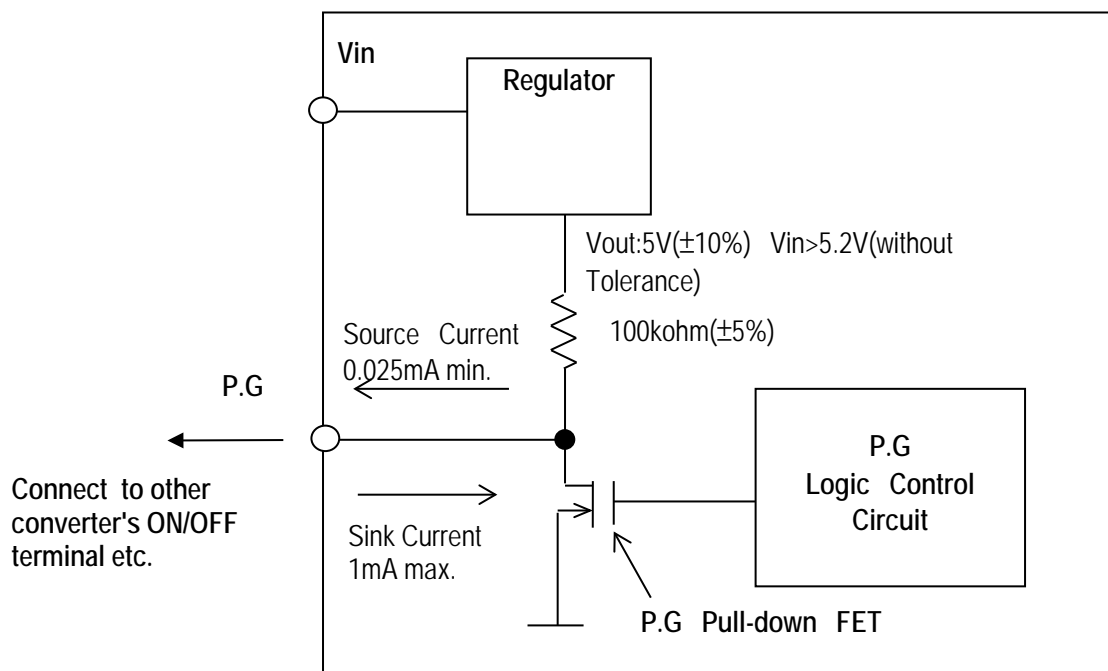 Vin
Regulator
Vout:5V(±10%) Vin>5.2V(without
Tolerance)
100kohm(±5%)
Source Current
0.025mA min.
P.G
Connect to other
converter's ON/OFF
terminal etc.
Sink Current
1mA max.
P.G
Logic Control
Circuit
P.G Pull-down FET